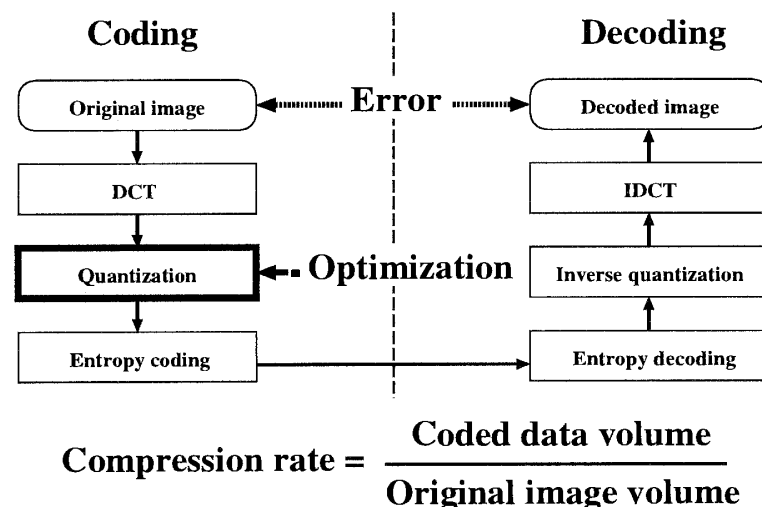 Coding
Decoding
Original image
Error
Decoded image
DCT
IDCT
Quantization
Optimization
Inverse quantization
Entropy coding
Entropy decoding
Compression rate = Coded data volume
Original image volume